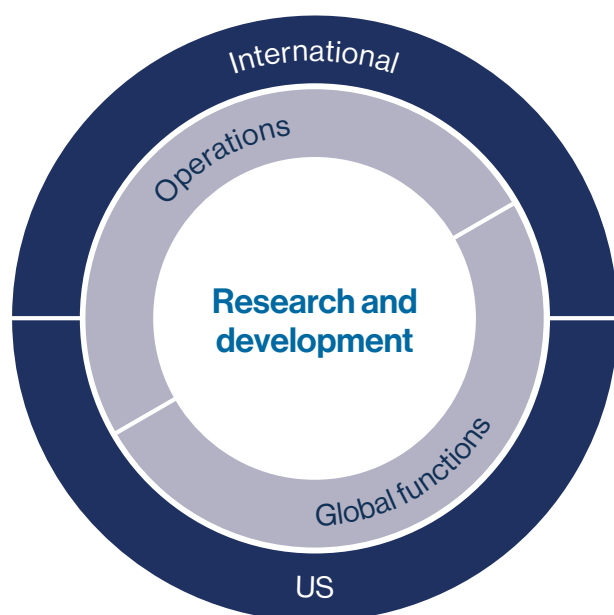 International
Operations
Research and
development
Global functions
US